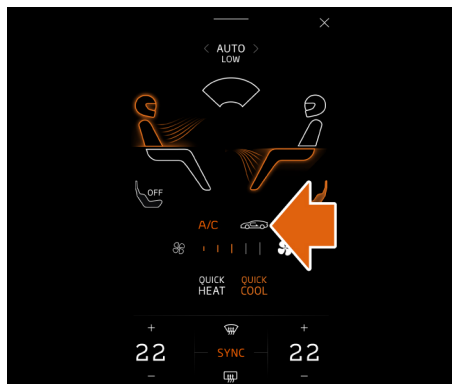 AUTO
LOW
OFF
A/C
QUICK QUICK
HEAT COOL
+ +
22 SYNC 22
- -